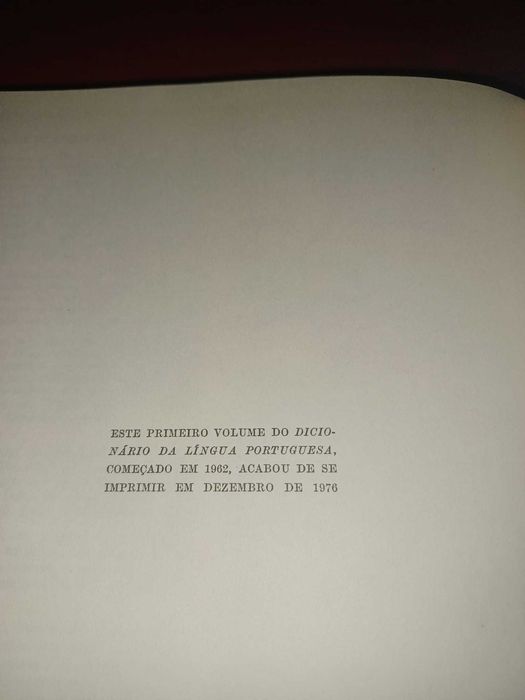 ESTE PRIMEIRO VOLUME DO DICIO-
NÁRIO DA LÍNGUA PORTUGUESA,
COMEÇADO EM 1962, ACABOU DE SE
IMPRIMIR EM DEZEMBRO DE 1976